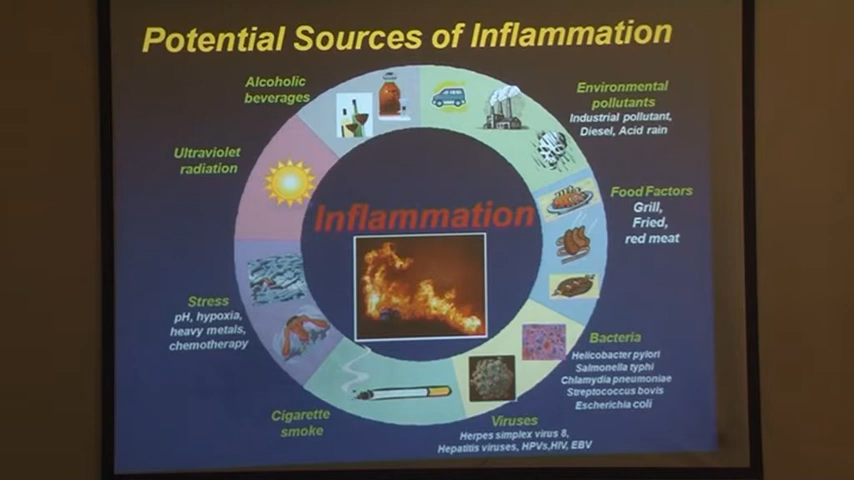 Potential Sources of Inflammation
Alcoholic
beverages
Environmental
pollutants
Industrial pollutant,
Diesel, Acid rain
Ultraviolet
radiation
Food Factors
Grill,
Fried,
red meat
Inflammation
Stress
pH, hypoxia,
heavy metals,
chemotherapy
Bacteria
Helicobacter pylori
Salmonella typhi
Chlamydia pneumoniae
Streptococcus bovis
Escherichia coli
Cigarette
smoke
Viruses
Herpes simplex virus 8,
Hepatitis viruses, HPVs,HIV, EBV